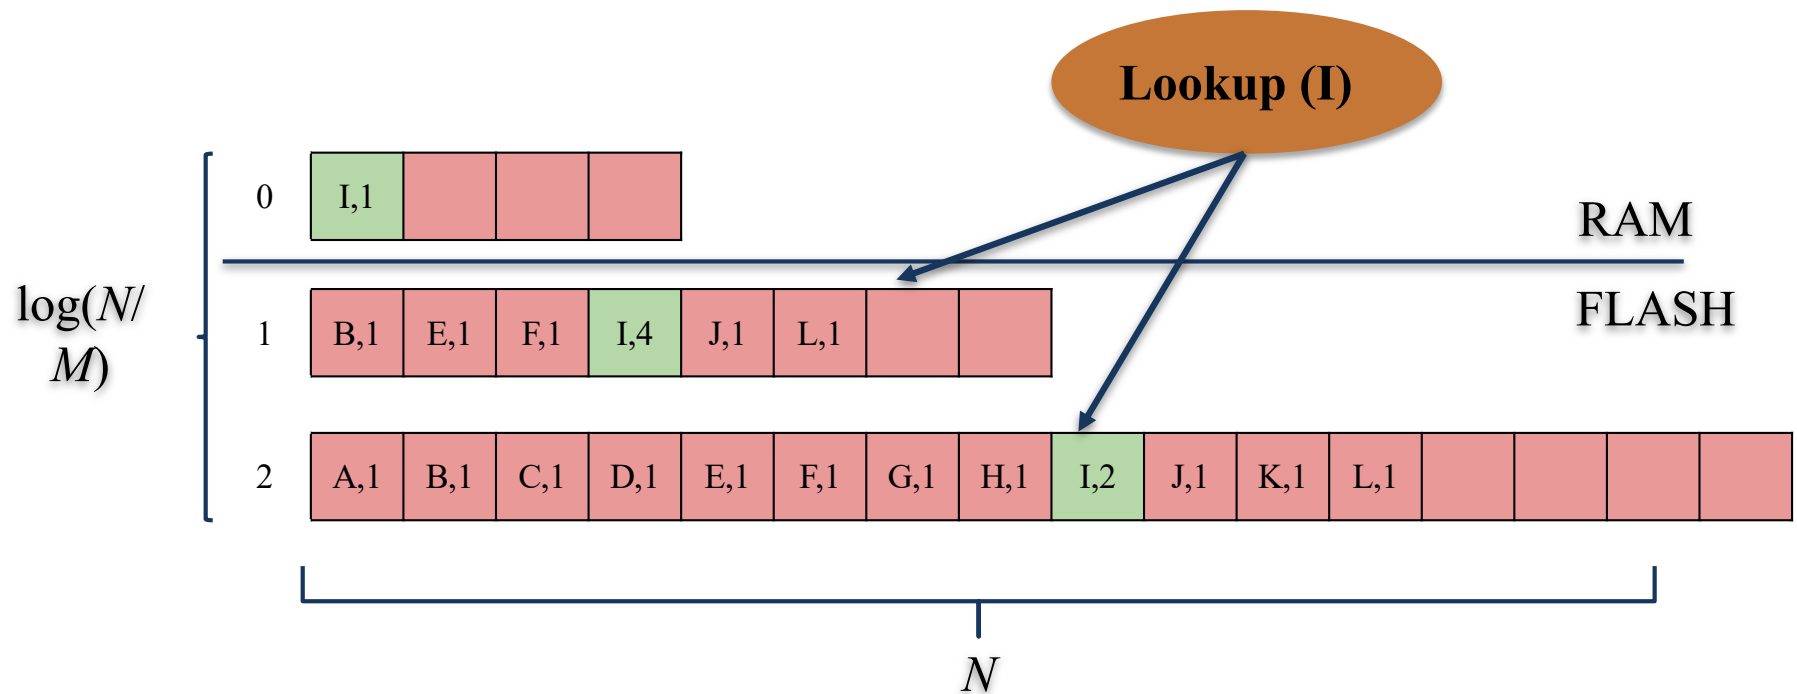 Lookup (I)
0 I,1
RAM
log(N/
M)
FLASH
1 B,1 E,1 F,1 I,4 J,1 L,1
2 A,1 B,1 C,1 D,1 E,1 F,1 G,1 H,1 I,2 J,1 K,1 L,1
N